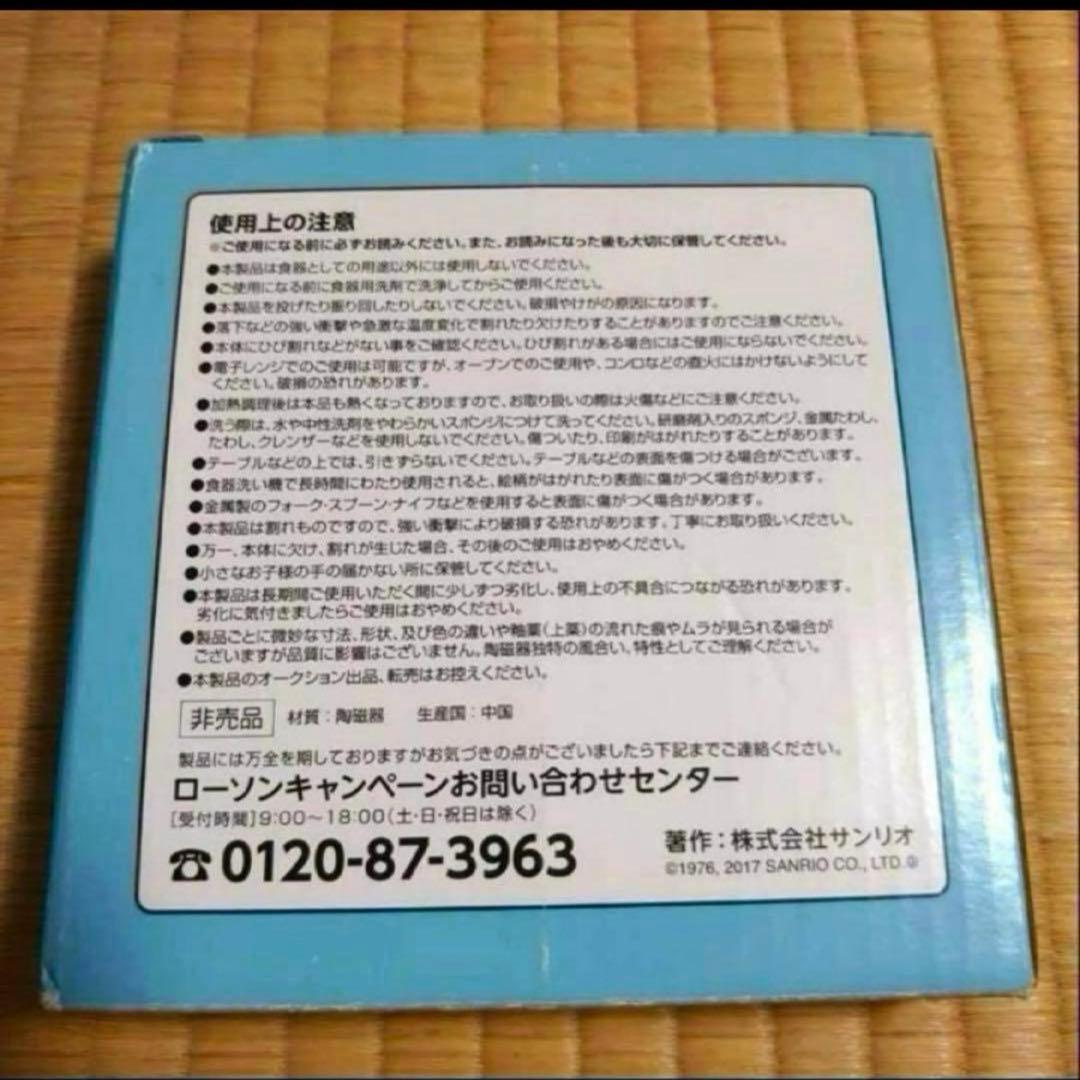 使用上の注意
※ご使用になる前に必ずお読みください。また、お読みになった後も大切に保管してください。
●本製品は食器としての用途以外には使用しないでください。
●ご使用になる前に食器用洗剤で洗浄してからご使用ください。
●本製品を投げたり振り回したりしないでください。破損やけがの原因になります。
●落下などの強い衝撃や急激な温度変化で割れたり欠けたりすることがありますのでご注意ください。
●本体にひび割れなどがない事をご確認ください。ひび割れがある場合にはご使用にならないでください。
●電子レンジでのご使用は可能ですが、オーブンでのご使用や、コンロなどの直火にはかけないようにして
ください。破損の恐れがあります。
●加熱調理後は本品も熱くなっておりますので、お取り扱いの際は火傷などにご注意ください。
●洗う際は、水や中性洗剤をやわらかいスポンジにつけて洗ってください。研磨剤入りのスポンジ、金属たわし、
たわし、クレンザーなどを使用しないでください。傷ついたり、印刷がはがれたりすることがあります。
●テーブルなどの上では、引きずらないでください。テーブルなどの表面を傷つける場合がございます。
●食器洗い機で長時間にわたり使用されると、絵柄がはがれたり表面に傷がつく場合があります。
●金属製のフォーク・スプーン・ナイフなどを使用すると表面に傷がつく場合があります。
●本製品は割れものですので、強い衝撃により破損する恐れがあります。丁寧にお取り扱いください。
●万一、本体に欠け、割れが生じた場合、その後のご使用はおやめください。
●小さなお子様の手の届かない所に保管してください。
●本製品は長期間ご使用いただく間に少しずつ劣化し、使用上の不具合につながる恐れがあります。
劣化に気付きましたらご使用はおやめください。
●製品ごとに微妙な寸法、形状、及び色の違いや釉薬(上薬)の流れた痕やムラが見られる場合が
ございますが品質に影響はございません。陶磁器独特の風合い、特性としてご理解ください。
●本製品のオークション出品、転売はお控えください。
非売品 材質：陶磁器 生産国：中国
製品には万全を期しておりますがお気づきの点がございましたら下記までご連絡ください。
ローソンキャンペーンお問い合わせセンター
[受付時間]9:00～18:00(土・日・祝日は除く)
☎0120-87-3963
著作：株式会社サンリオ
©1976, 2017 SANRIO CO., LTD.